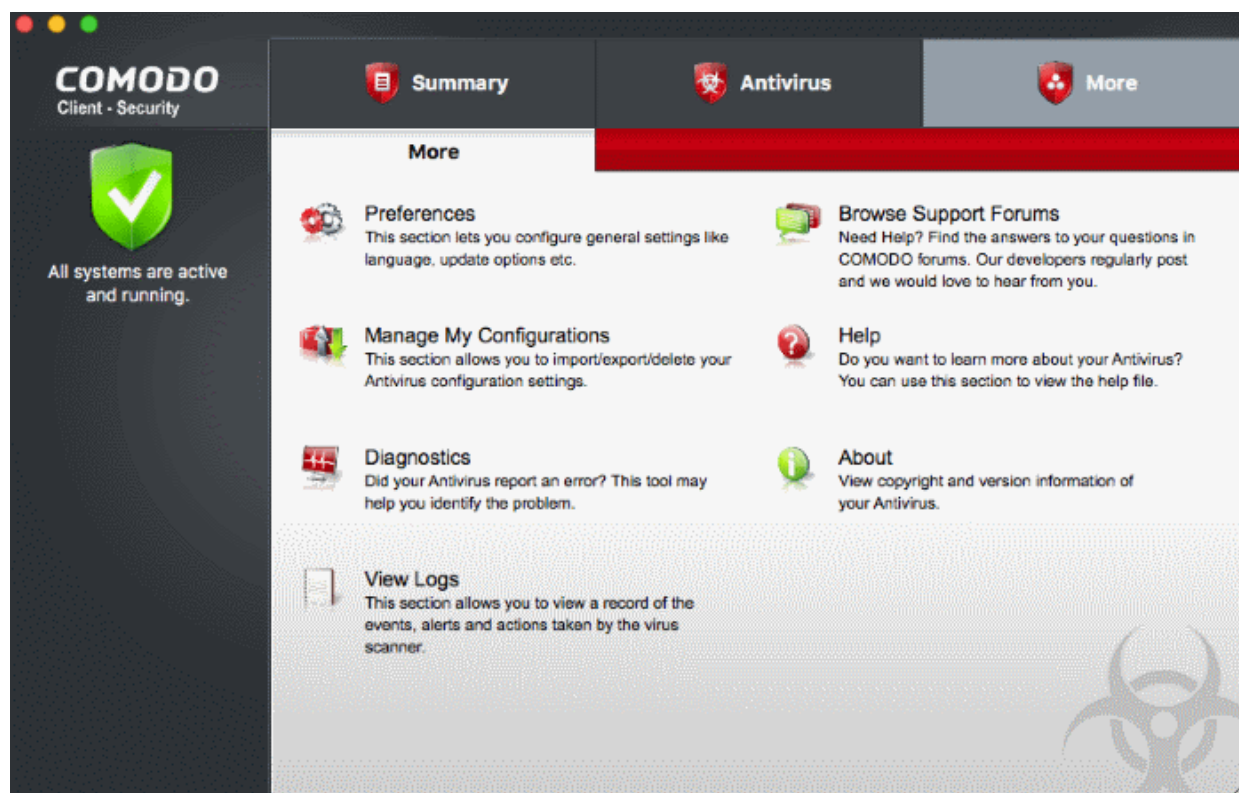 COMODO
Client - Security
Summary
Antivirus
More
All systems are active
and running.
More
Preferences
This section lets you configure general settings like
language, update options etc.
Manage My Configurations
This section allows you to import/export/delete your
Antivirus configuration settings.
Diagnostics
Did your Antivirus report an error? This tool may
help you identify the problem.
View Logs
This section allows you to view a record of the
events, alerts and actions taken by the virus
scanner.
Browse Support Forums
Need Help? Find the answers to your questions in
COMODO forums. Our developers regularly post
and we would love to hear from you.
Help
Do you want to learn more about your Antivirus?
You can use this section to view the help file.
About
View copyright and version information of
your Antivirus.